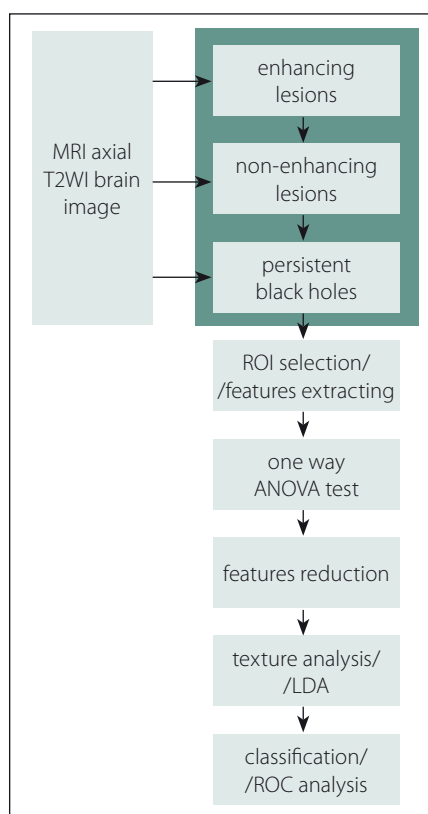 MRI axial
T2WI brain
image
enhancing
lesions
non-enhancing
lesions
persistent
black holes
ROI selection/
/features extracting
one way
ANOVA test
features reduction
texture analysis/
/LDA
classification/
/ROC analysis